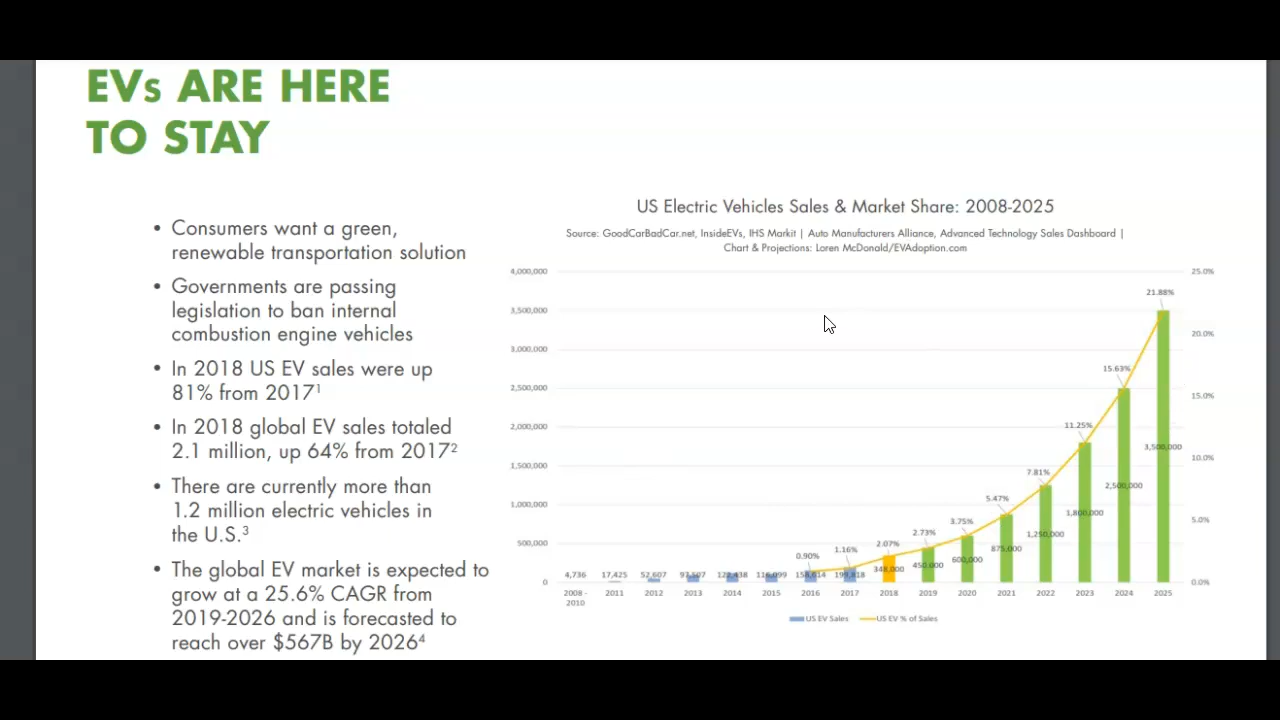 EVs ARE HERE
TO STAY
• Consumers want a green,
renewable transportation solution
• Governments are passing
legislation to ban internal
combustion engine vehicles
• In 2018 US EV sales were up
81% from 2017¹
• In 2018 global EV sales totaled
2.1 million, up 64% from 2017²
• There are currently more than
1.2 million electric vehicles in
the U.S.³
• The global EV market is expected to
grow at a 25.6% CAGR from
2019-2026 and is forecasted to
reach over $567B by 2026⁴
US Electric Vehicles Sales & Market Share: 2008-2025
Source: GoodCarBadCar.net, InsideEVs, IHS Markit | Auto Manufacturers Alliance, Advanced Technology Sales Dashboard |
Chart & Projections: Loren McDonald/EVAdoption.com
4,000,000
3,500,000
3,000,000
2,500,000
2,000,000
1,500,000
1,000,000
500,000
0
25.0%
20.0%
15.0%
10.0%
5.0%
0.0%
0.90%
1.16%
2.07%
2.73%
3.75%
5.47%
7.81%
11.25%
15.63%
21.88%
4,736
17,425
52,607
97,507
122,438
116,099
158,614
199,818
348,000
450,000
600,000
875,000
1,250,000
1,800,000
2,500,000
3,500,000
2008 -
2010
2011
2012
2013
2014
2015
2016
2017
2018
2019
2020
2021
2022
2023
2024
2025
US EV Sales
US EV % of Sales